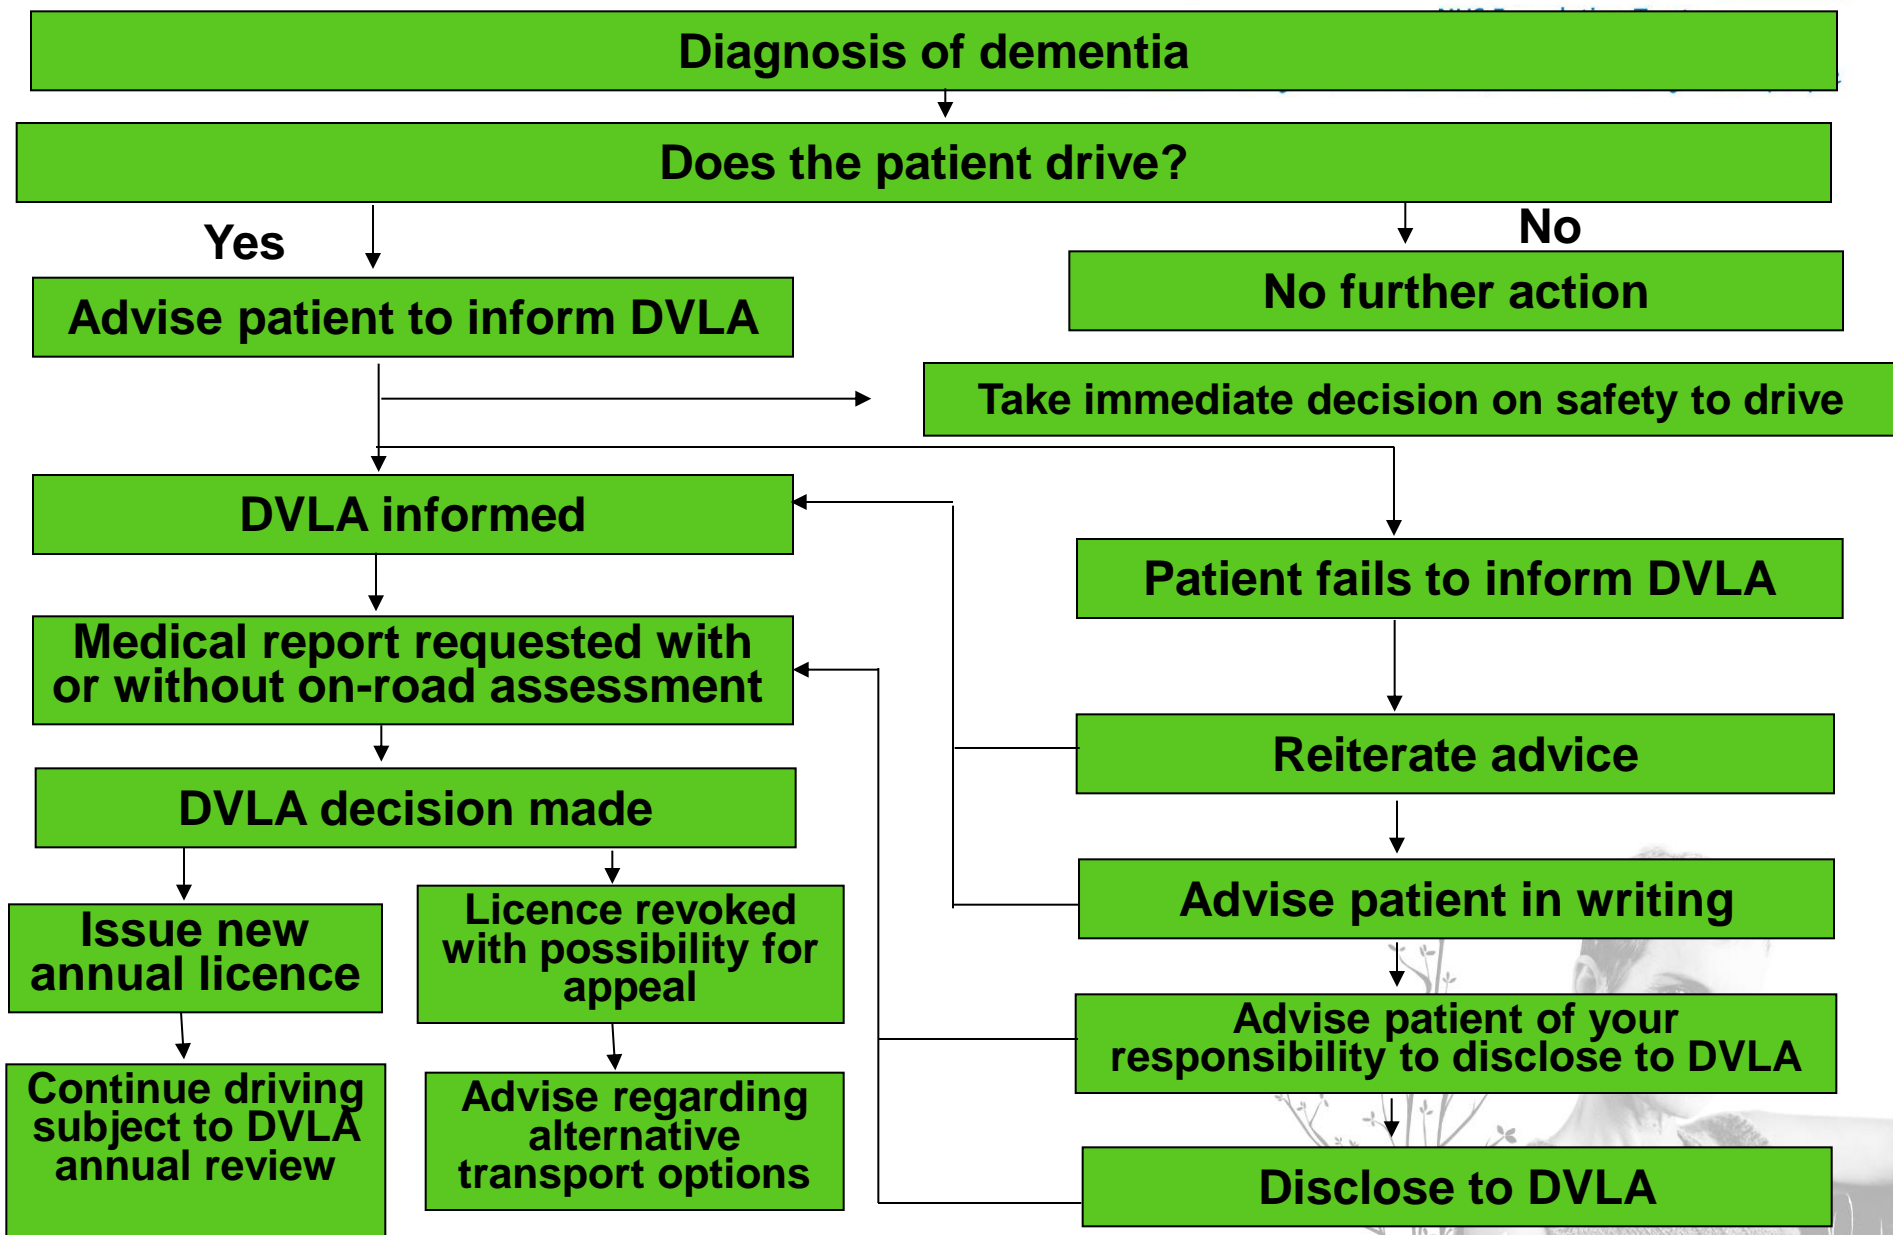 Diagnosis of dementia
Does the patient drive?
Yes
No
Advise patient to inform DVLA
No further action
Take immediate decision on safety to drive
DVLA informed
Patient fails to inform DVLA
Medical report requested with
or without on-road assessment
Reiterate advice
DVLA decision made
Advise patient in writing
Issue new
annual licence
Licence revoked
with possibility for
appeal
Advise patient of your
responsibility to disclose to DVLA
Continue driving
subject to DVLA
annual review
Advise regarding
alternative
transport options
Disclose to DVLA